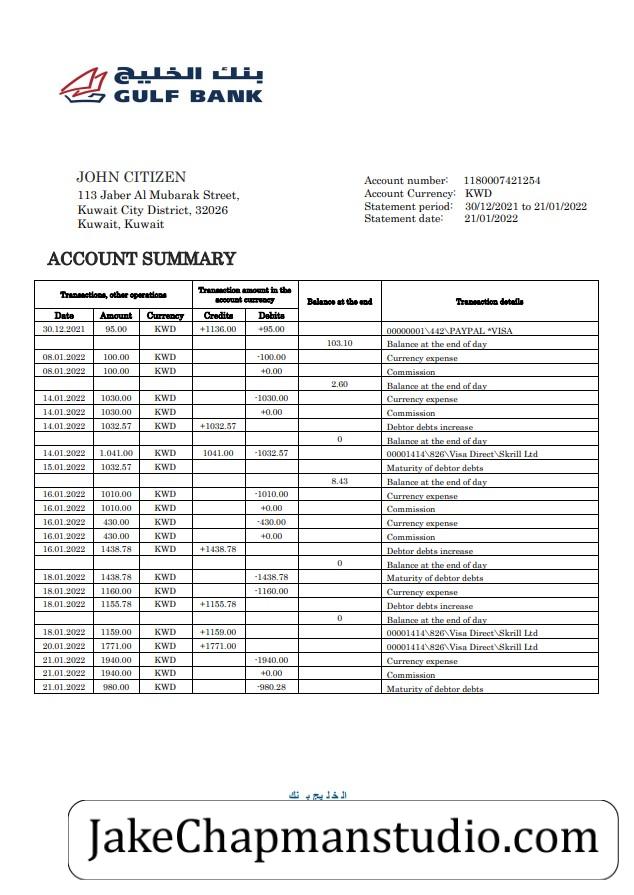 بنك الخليج
GULF BANK
JOHN CITIZEN
113 Jaber Al Mubarak Street,
Kuwait City District, 32026
Kuwait, Kuwait
Account number: 1180007421254
Account Currency: KWD
Statement period: 30/12/2021 to 21/01/2022
Statement date: 21/01/2022
ACCOUNT SUMMARY
Transactions, other operations Transaction amount in the account currency Balance at the end Transaction details
Date Amount Currency Credits Debits
30.12.2021 95.00 KWD +1136.00 +95.00 00000001\442\PAYPAL *VISA
103.10 Balance at the end of day
08.01.2022 100.00 KWD -100.00 Currency expense
08.01.2022 100.00 KWD +0.00 Commission
2.60 Balance at the end of day
14.01.2022 1030.00 KWD -1030.00 Currency expense
14.01.2022 1030.00 KWD +0.00 Commission
14.01.2022 1032.57 KWD +1032.57 Debtor debts increase
0 Balance at the end of day
14.01.2022 1.041.00 KWD 1041.00 -1032.57 00001414\826\Visa Direct\Skrill Ltd
15.01.2022 1032.57 KWD Maturity of debtor debts
8.43 Balance at the end of day
16.01.2022 1010.00 KWD -1010.00 Currency expense
16.01.2022 1010.00 KWD +0.00 Commission
16.01.2022 430.00 KWD -430.00 Currency expense
16.01.2022 430.00 KWD +0.00 Commission
16.01.2022 1438.78 KWD +1438.78 Debtor debts increase
0 Balance at the end of day
18.01.2022 1438.78 KWD -1438.78 Maturity of debtor debts
18.01.2022 1160.00 KWD -1160.00 Currency expense
18.01.2022 1155.78 KWD +1155.78 Debtor debts increase
0 Balance at the end of day
18.01.2022 1159.00 KWD +1159.00 00001414\826\Visa Direct\Skrill Ltd
20.01.2022 1771.00 KWD +1771.00 00001414\826\Visa Direct\Skrill Ltd
21.01.2022 1940.00 KWD -1940.00 Currency expense
21.01.2022 1940.00 KWD +0.00 Commission
21.01.2022 980.00 KWD -980.28 Maturity of debtor debts
الخليج بنك
JakeChapmanstudio.com